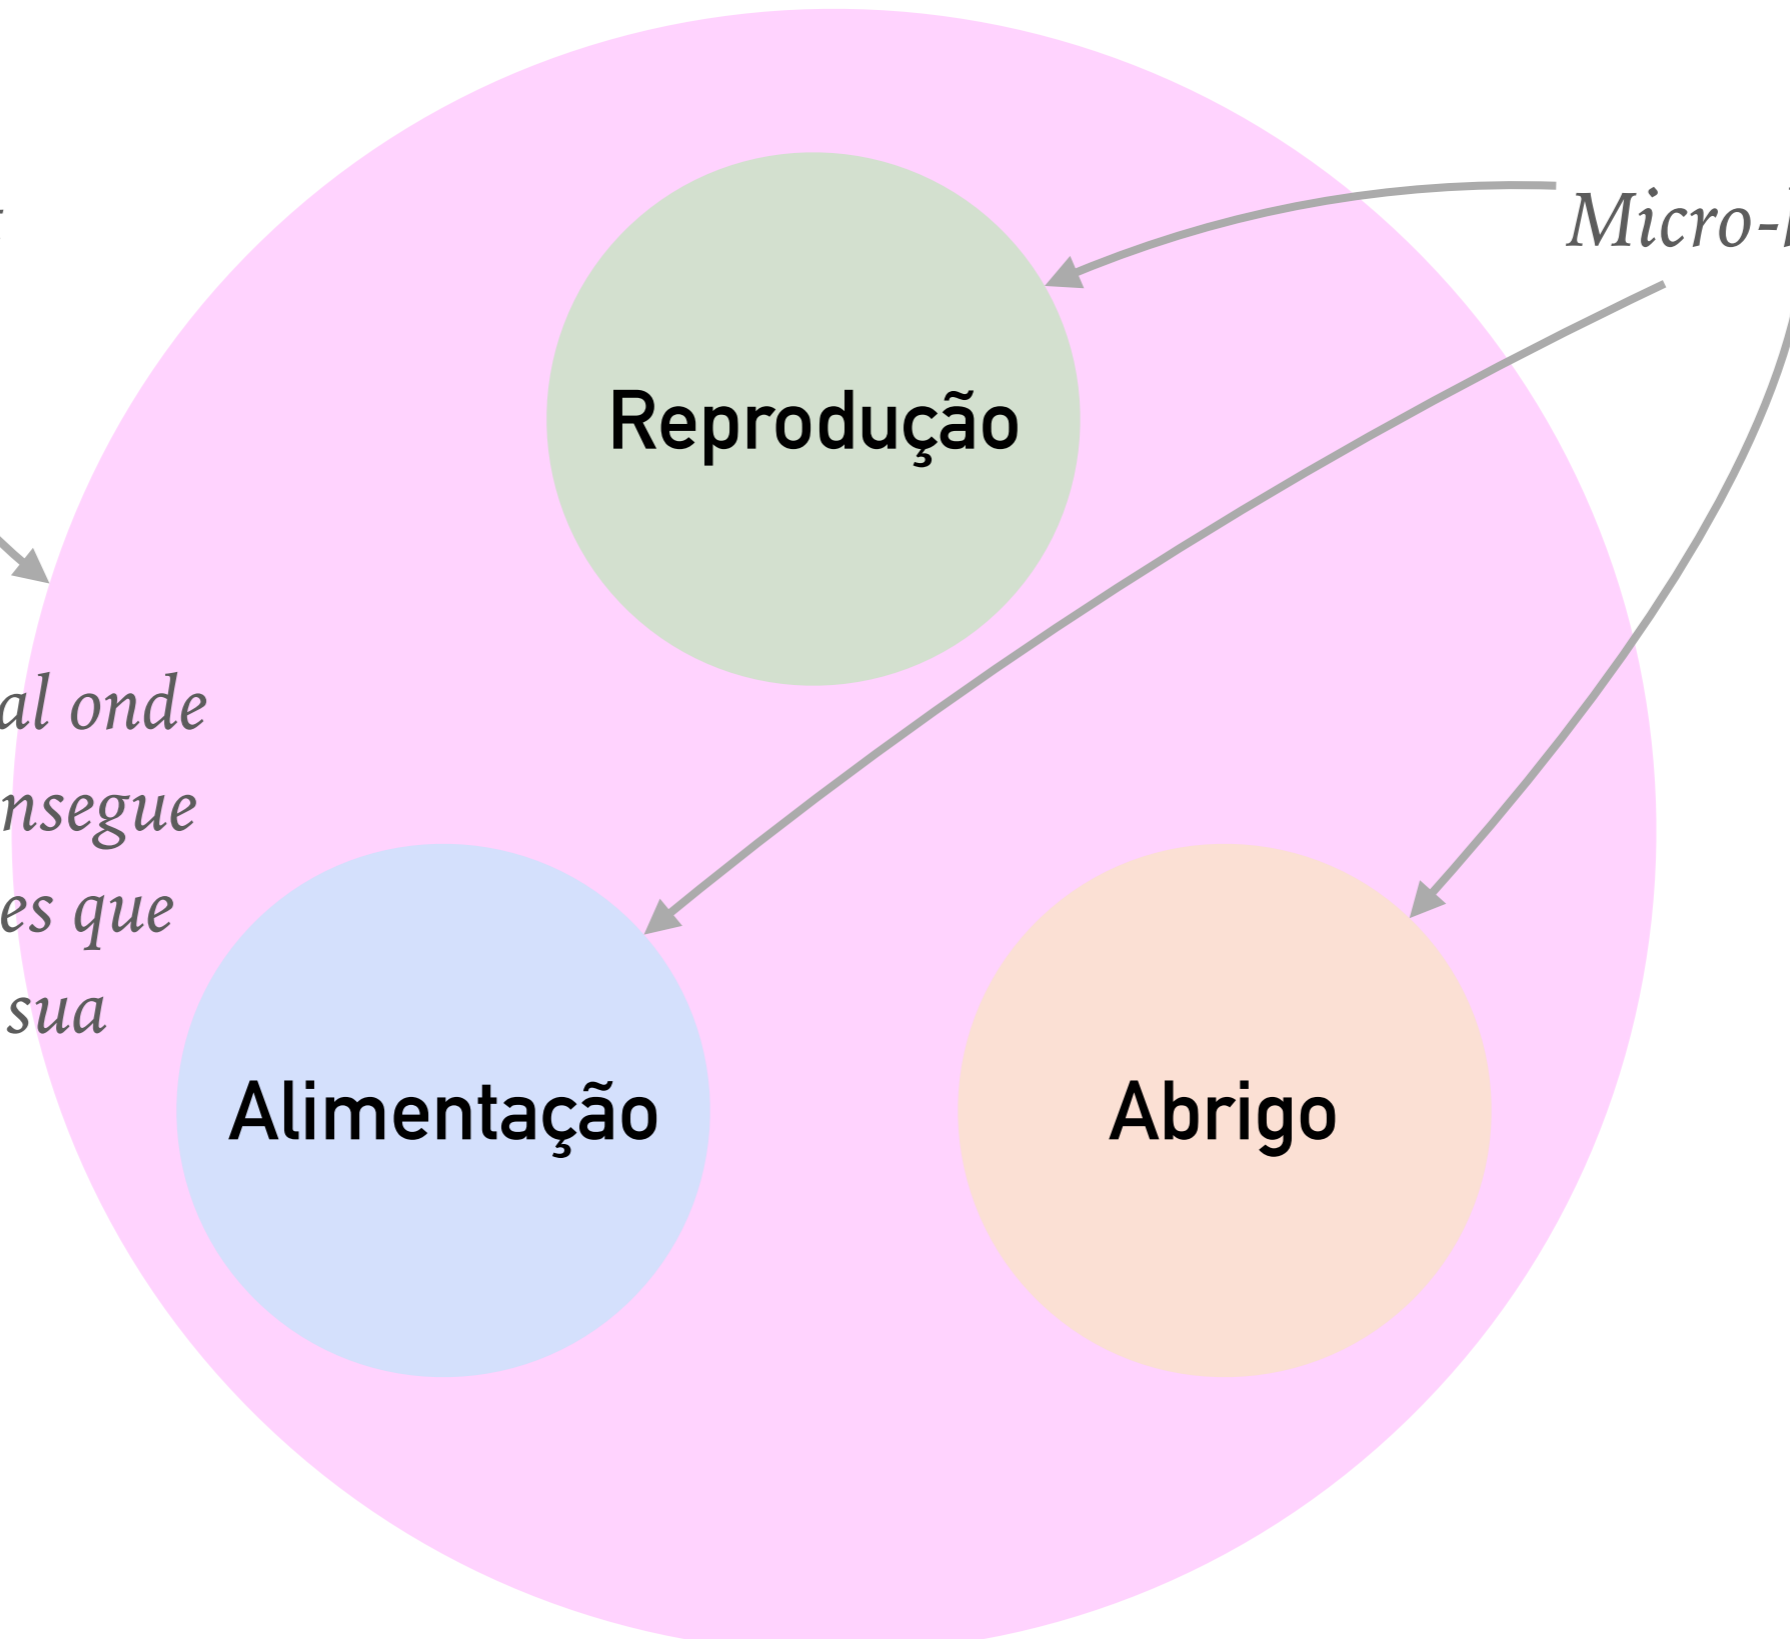 Micro-
Reprodução
al onde
nsegue
es que
sua
Alimentação
Abrigo